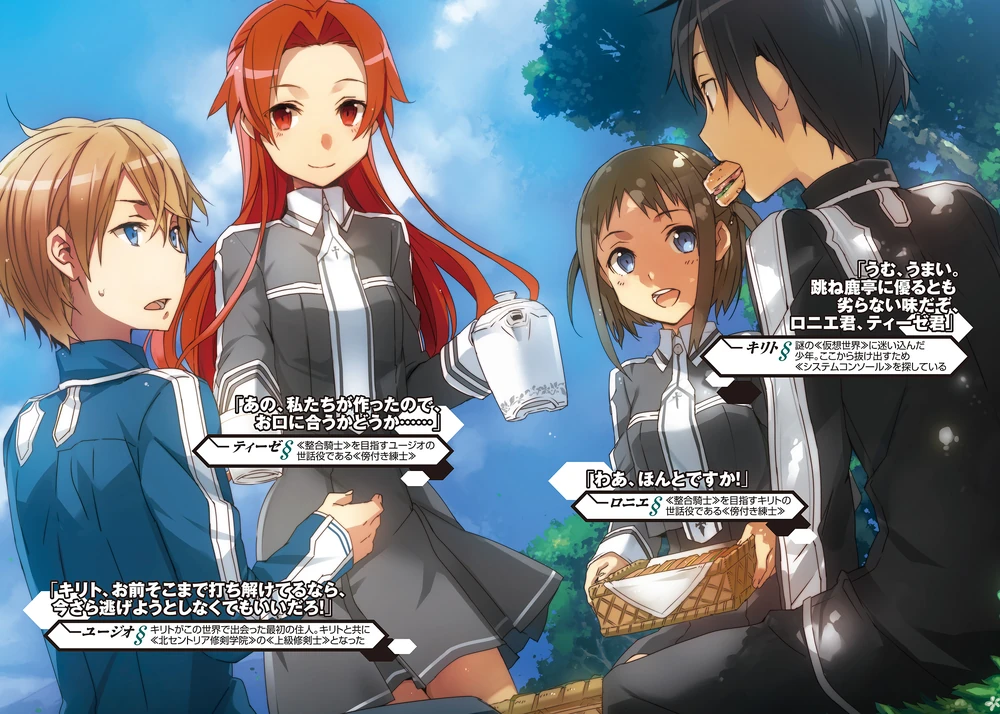 「うむ、うまい。
跳ね鹿亭に優るとも
劣らない味だぞ、
ロニエ君、ティーゼ君」
キリト§
謎の《仮想世界》に迷い込んだ
少年。ここから抜け出すため
《システムコンソール》を探している
「あの、私たちが作ったので、
お口に合うかどうか……」
ティーゼ§
《整合騎士》を目指すユージオの
世話役である《傍付き練士》
「わあ、ほんとですか!」
ロニエ§
《整合騎士》を目指すキリトの
世話役である《傍付き練士》
「キリト、お前そこまで打ち解けてるなら、
今さら逃げようとしなくてもいいだろ!」
ユージオ§
キリトがこの世界で出会った最初の住人。キリトと共に
《北セントリア修剣学院》の《上級修剣士》となった